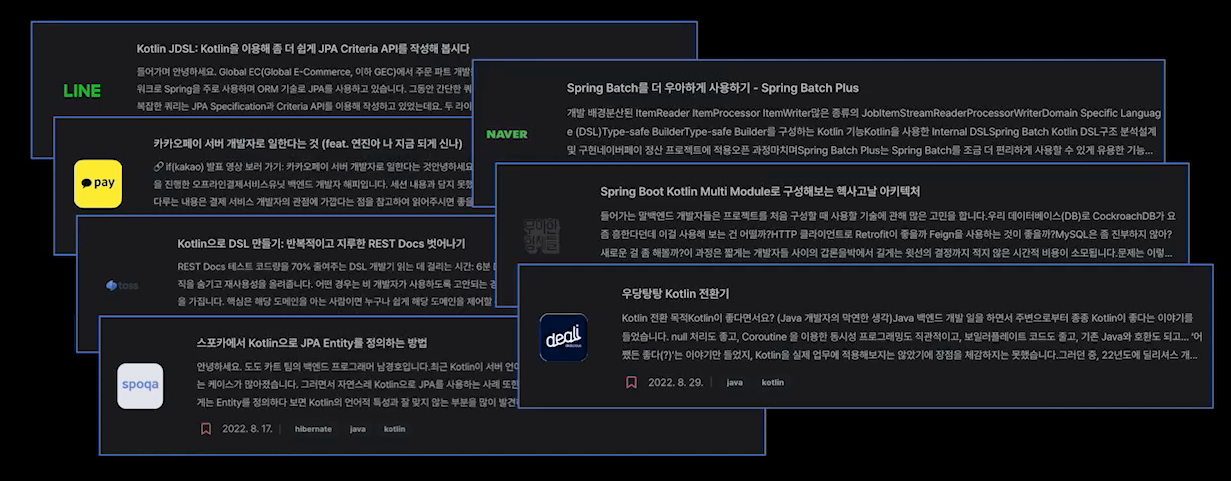 Kotlin JDSL: Kotlin을 이용해 좀 더 쉽게 JPA Criteria API를 작성해 봅시다
LINE
들어가며 안녕하세요. Global EC(Global E-Commerce, 이하 GEC)에서 주문 파트 개발
워크로 Spring을 주로 사용하며 ORM 기술로 JPA를 사용하고 있습니다. 그동안 간단한 쿼
복잡한 쿼리는 JPA Specification과 Criteria API를 이용해 작성하고 있었는데요. 두 라이
카카오페이 서버 개발자로 일한다는 것 (feat. 연진아 나 지금 되게 신나)
pay
if(kakao) 발표 영상 보러 가기: 카카오페이 서버 개발자로 일한다는 것안녕하세요
을 진행한 오프라인결제서비스유닛 백엔드 개발자 해피입니다. 세션 내용과 담지 못했
다루는 내용은 결제 서비스 개발자의 관점에 가깝다는 점을 참고하여 읽어주시면 좋을
Kotlin으로 DSL 만들기: 반복적이고 지루한 REST Docs 벗어나기
toss
REST Docs 테스트 코드량을 70% 줄여주는 DSL 개발기 읽는 데 걸리는 시간: 6분
직을 숨기고 재사용성을 올려줍니다. 어떤 경우는 비 개발자가 사용하도록 고안되는
을 가집니다. 핵심은 해당 도메인을 아는 사람이면 누구나 쉽게 해당 도메인을 제어할
스포카에서 Kotlin으로 JPA Entity를 정의하는 방법
spoqa
안녕하세요. 도도 카트 팀의 백엔드 프로그래머 남경호입니다.최근 Kotlin이 서버 언어
는 케이스가 많아졌습니다. 그러면서 자연스레 Kotlin으로 JPA를 사용하는 사례 또한
게는 Entity를 정의하다 보면 Kotlin의 언어적 특성과 잘 맞지 않는 부분을 많이 발견
2022. 8. 17. hibernate java kotlin
Spring Batch를 더 우아하게 사용하기 - Spring Batch Plus
NAVER
개발 배경분산된 ItemReader ItemProcessor ItemWriter많은 종류의 JobItemStreamReaderProcessorWriterDomain Specific Languag
e (DSL)Type-safe BuilderType-safe Builder를 구성하는 Kotlin 기능Kotlin을 사용한 Internal DSLSpring Batch Kotlin DSL구조 분석설계
및 구현네이버페이 정산 프로젝트에 적용오픈 과정마치며Spring Batch Plus는 Spring Batch를 조금 더 편리하게 사용할 수 있게 유용한 기능...
Spring Boot Kotlin Multi Module로 구성해보는 헥사고날 아키텍처
우아한
형제들
들어가는 말백엔드 개발자들은 프로젝트를 처음 구성할 때 사용할 기술에 관해 많은 고민을 합니다.우리 데이터베이스(DB)로 CockroachDB가 요
즘 흥한다던데 이걸 사용해 보는 건 어떨까?HTTP 클라이언트로 Retrofit이 좋을까 Feign을 사용하는 것이 좋을까?MySQL은 좀 진부하지 않아?
새로운 걸 좀 해볼까?이 과정은 짧게는 개발자들 사이의 갑론을박에서 길게는 윗선의 결정까지 적지 않은 시간적 비용이 소모됩니다.문제는 이렇...
우당탕탕 Kotlin 전환기
deali
Kotlin 전환 목적Kotlin이 좋다면서요? (Java 개발자의 막연한 생각)Java 백엔드 개발 일을 하면서 주변으로부터 종종 Kotlin이 좋다는 이야기를
들었습니다. null 처리도 좋고, Coroutine 을 이용한 동시성 프로그래밍도 직관적이고, 보일러플레이트 코드도 줄고, 기존 Java와 호환도 되고... '어
쨌든 좋다(?)'는 이야기만 들었지, Kotlin을 실제 업무에 적용해보지는 않았기에 장점을 체감하지는 못했습니다.그러던 중, 22년도에 딜리셔스 개...
2022. 8. 29. java kotlin